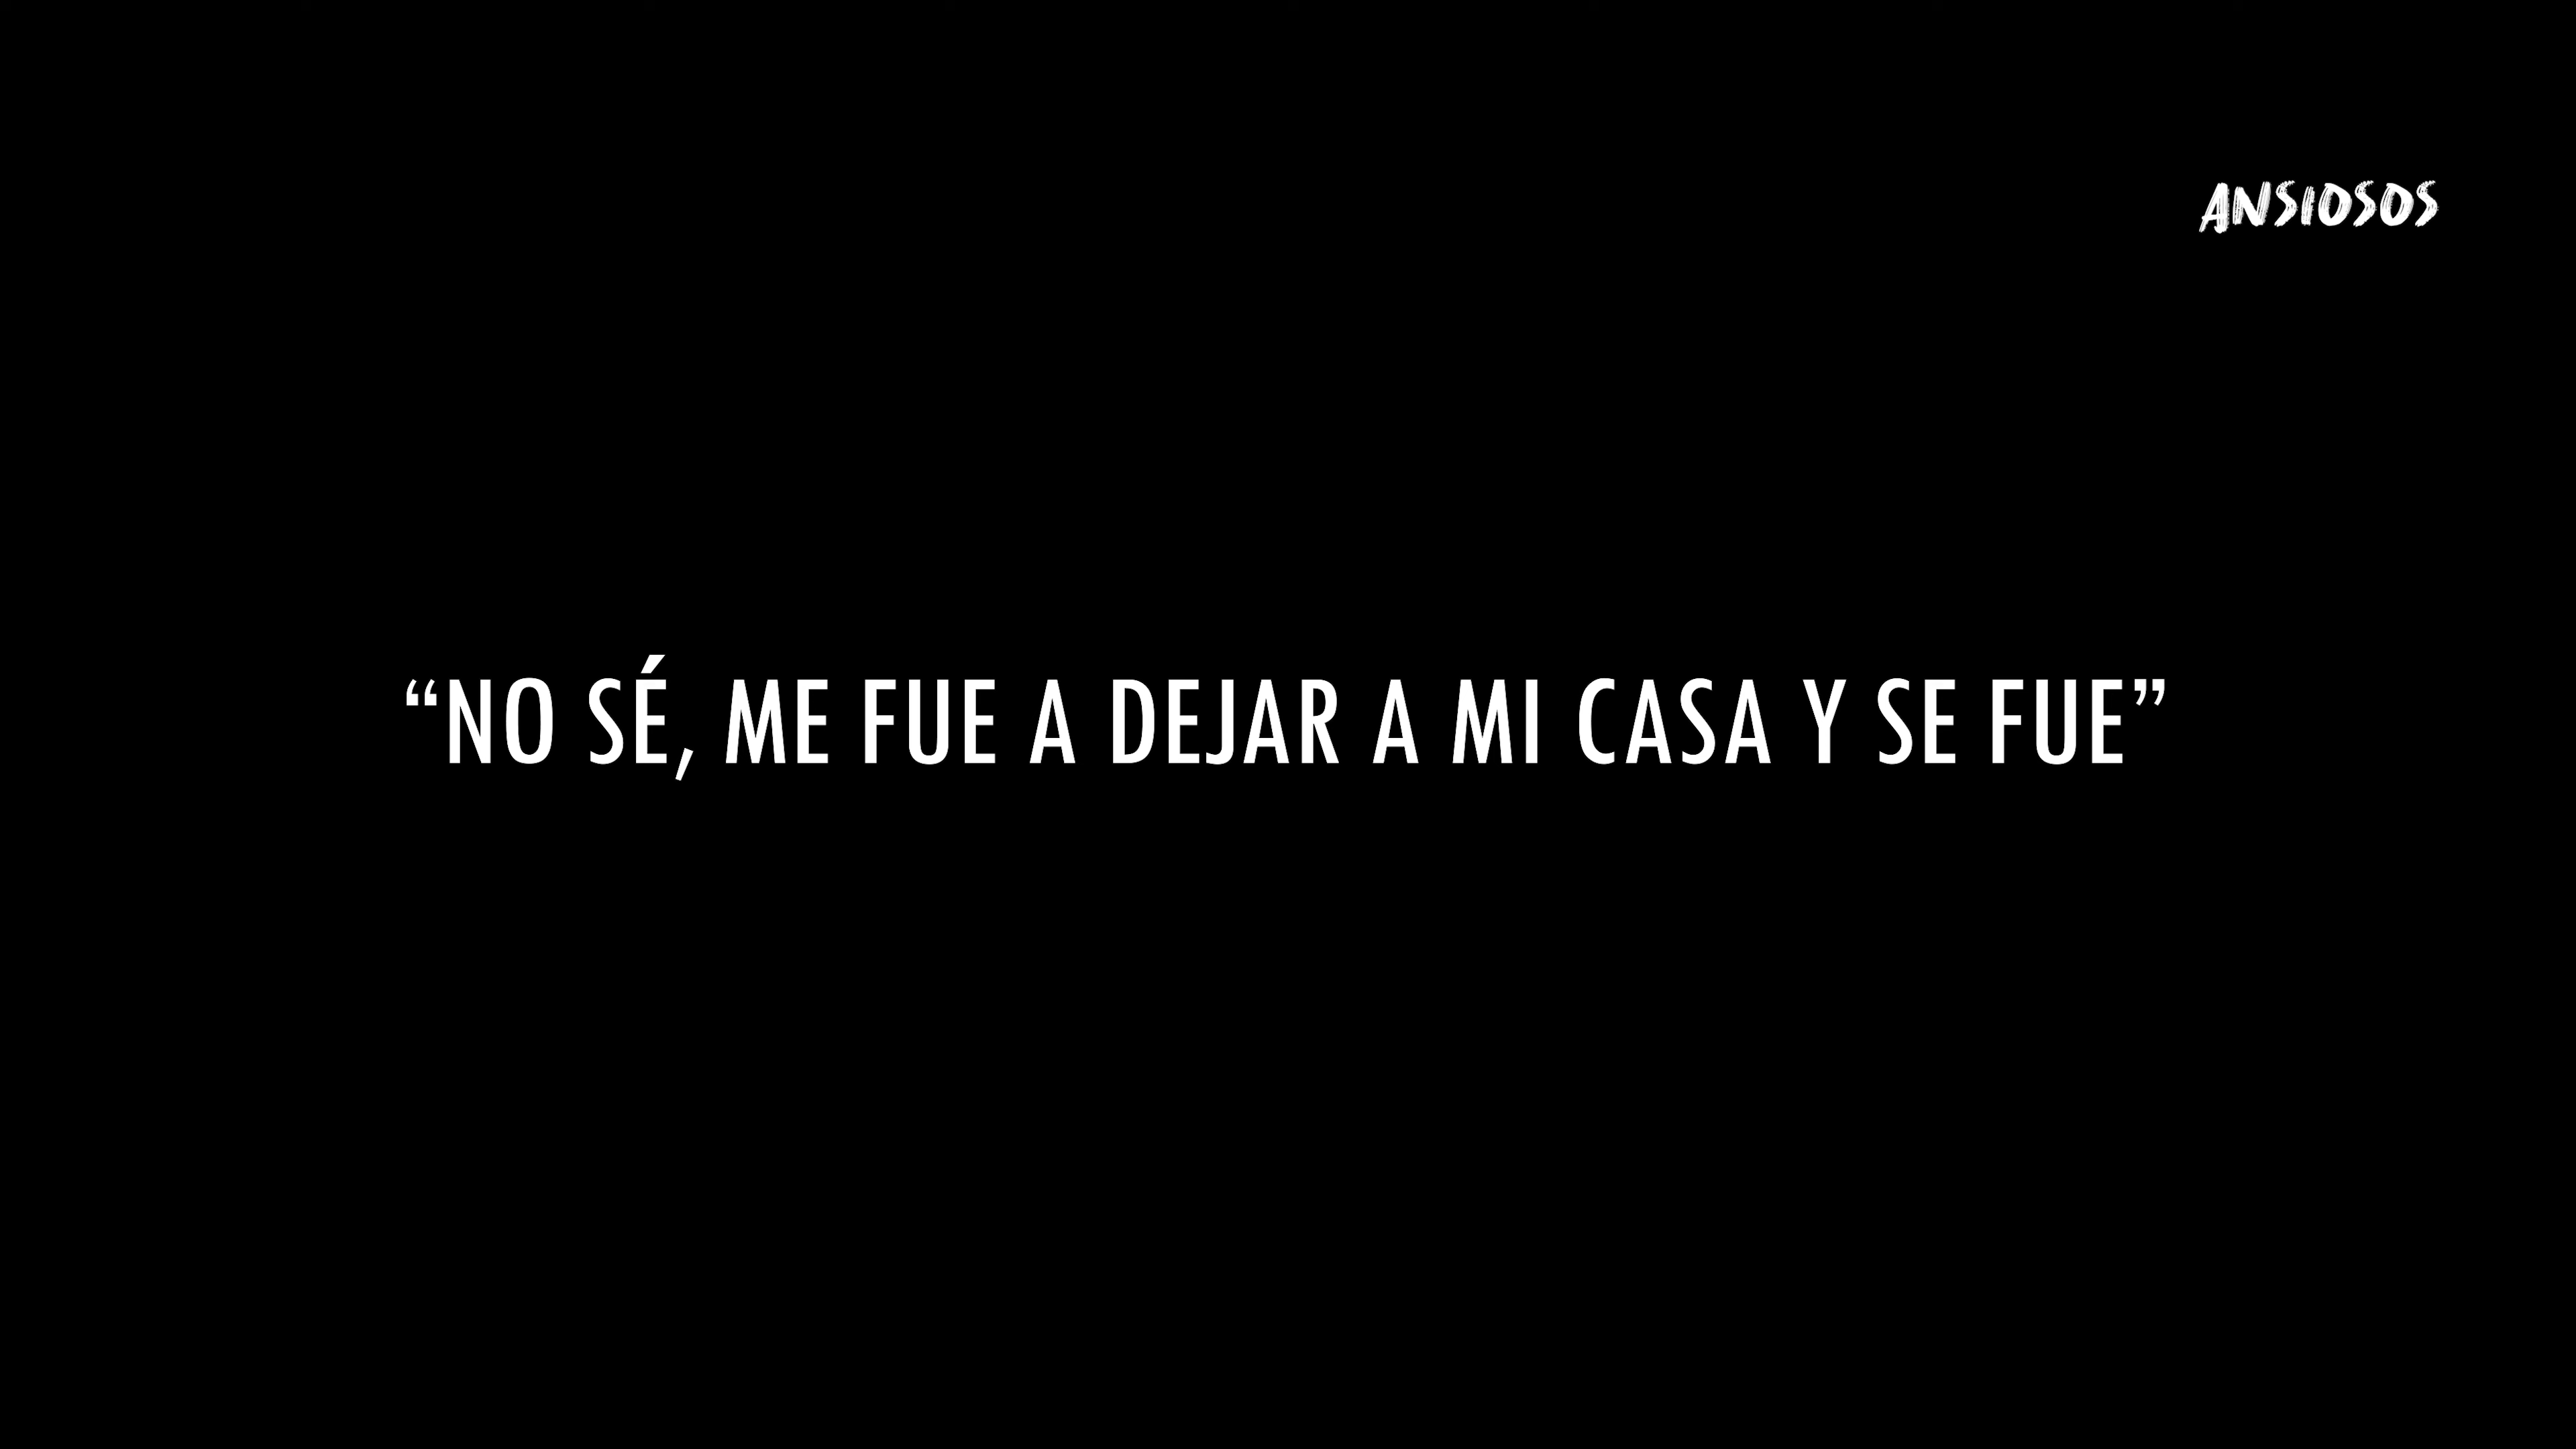 ANSIOSOS
“NO SÉ, ME FUE A DEJAR A MI CASA Y SE FUE”